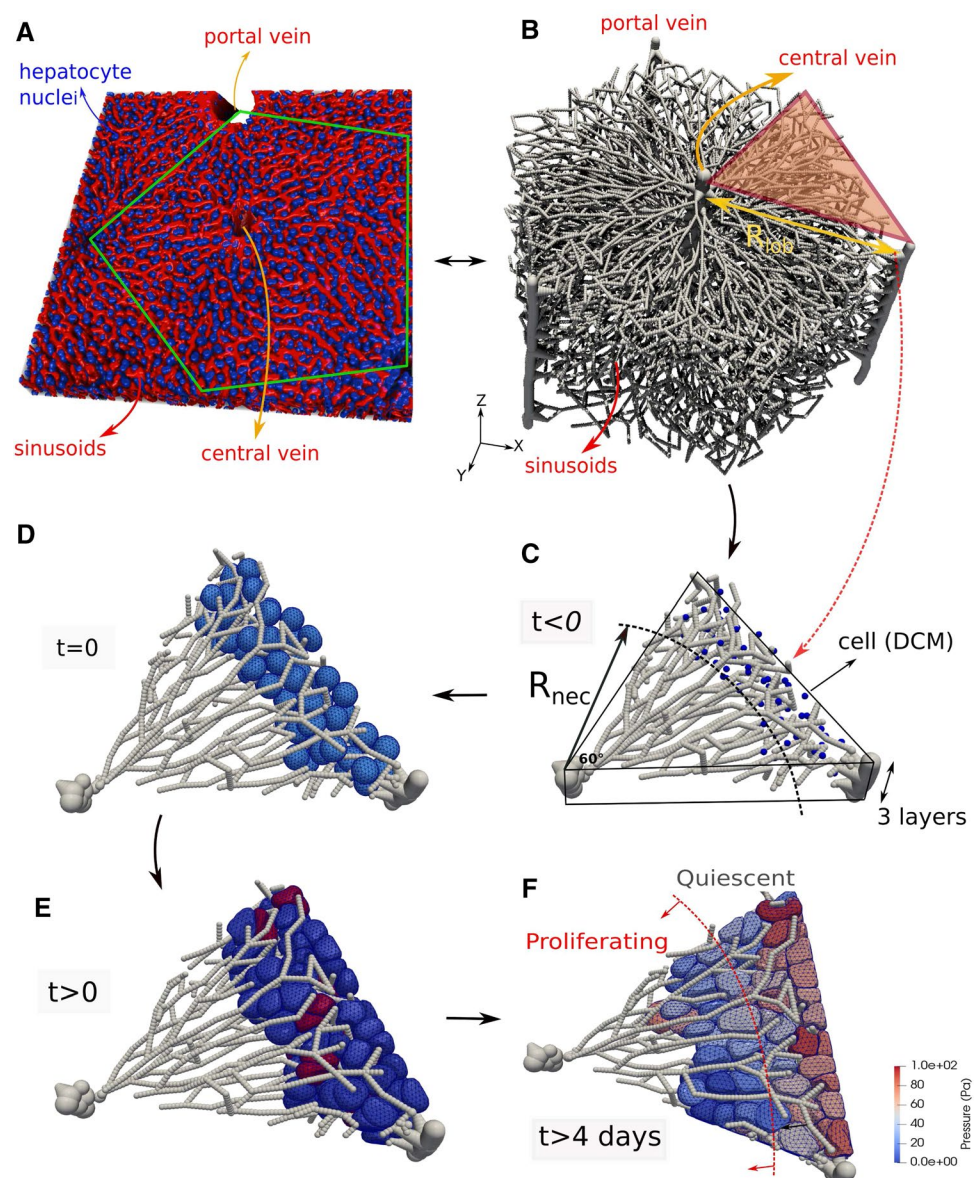 A
portal vein
hepatocyte
nuclei
sinusoids
central vein
B
portal vein
central vein
R_lob
sinusoids
Z
X
Y
D
t=0
C
t<0
R_nec
60°
cell (DCM)
3 layers
E
t>0
F
Quiescent
Proliferating
t>4 days
1.0e+02
80
60
40
20
0.0e+00
Pressure (Pa)